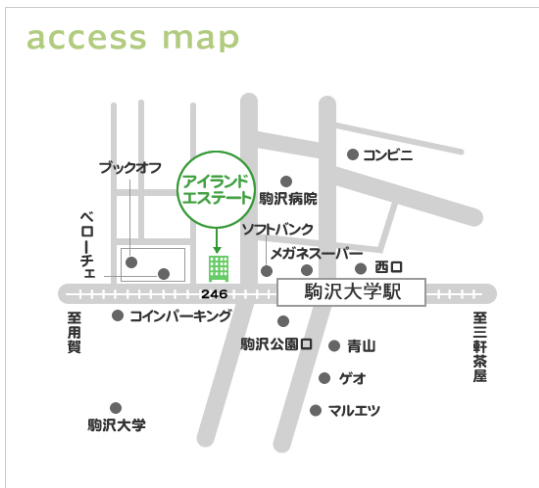 access map
コンビニ
ブックオフ
アイランド
エステート
駒沢病院
ベローチェ
ソフトバンク
メガネスーパー
西口
246
駒沢大学駅
至用賀
コインパーキング
至三軒茶屋
駒沢公園口
青山
ゲオ
マルエツ
駒沢大学